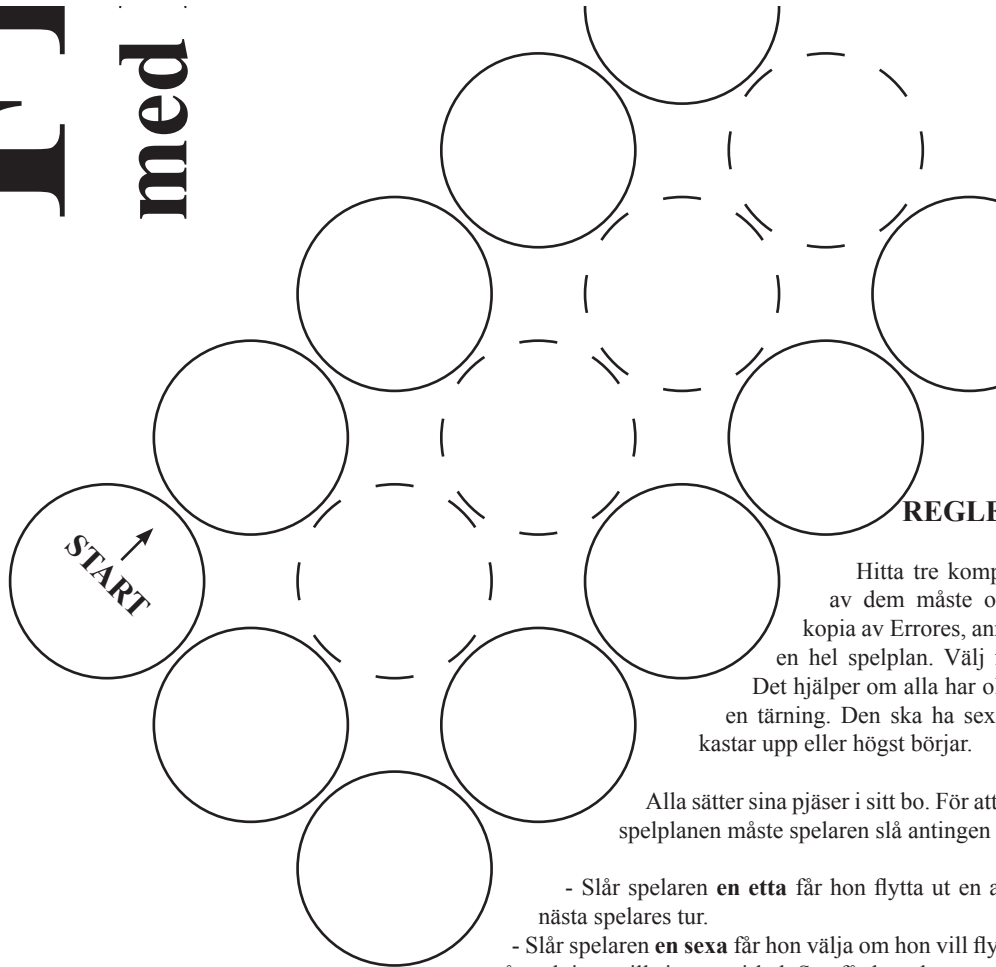 med
START
REGLE
Hitta tre komp
av dem måste o
kopia av Errores, an
en hel spelplan. Välj
Det hjälper om alla har ol
en tärning. Den ska ha sex
kastar upp eller högst börjar.
Alla sätter sina pjäser i sitt bo. För att
spelplanen måste spelaren slå antingen
- Slår spelaren en etta får hon flytta ut en a
nästa spelares tur.
- Slår spelaren en sexa får hon välja om hon vill fly